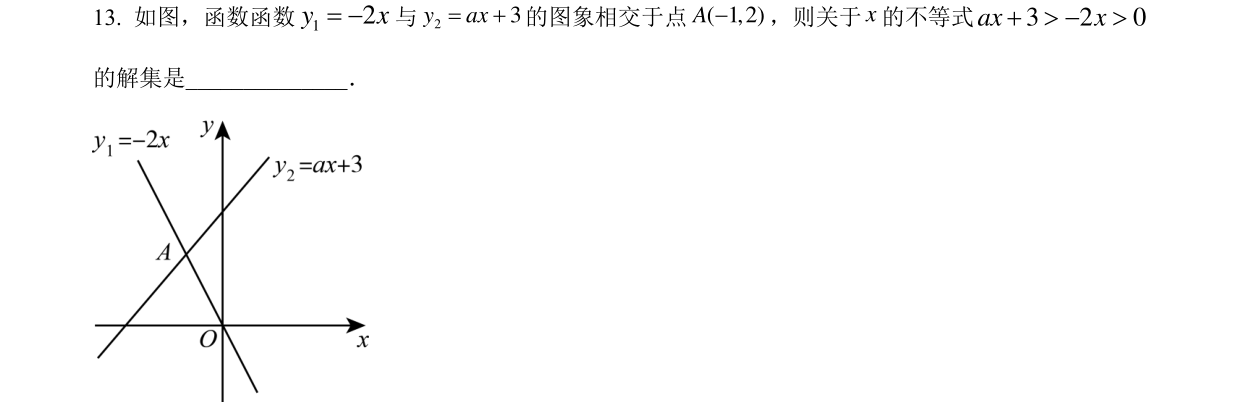 13. 如图，函数函数 y₁ = −2x 与 y₂ = ax + 3 的图象相交于点 A(−1,2)，则关于 x 的不等式 ax + 3 > −2x > 0
的解集是______________.
y₁ =−2x
y
y₂ =ax+3
A
O
x